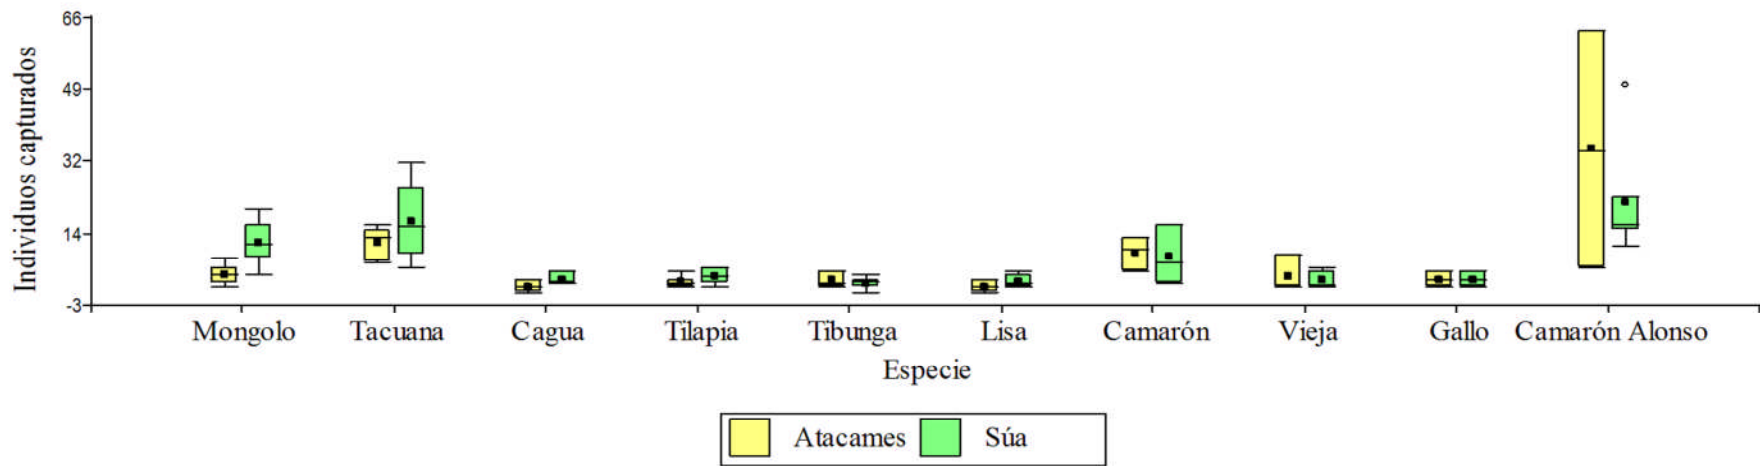 Individuos capturados
66
49
32
14
-3
Mongolo Tacuana Cagua Tilapia Tibunga Lisa Camarón Vieja Gallo Camarón Alonso
Especie
Atacames Súa